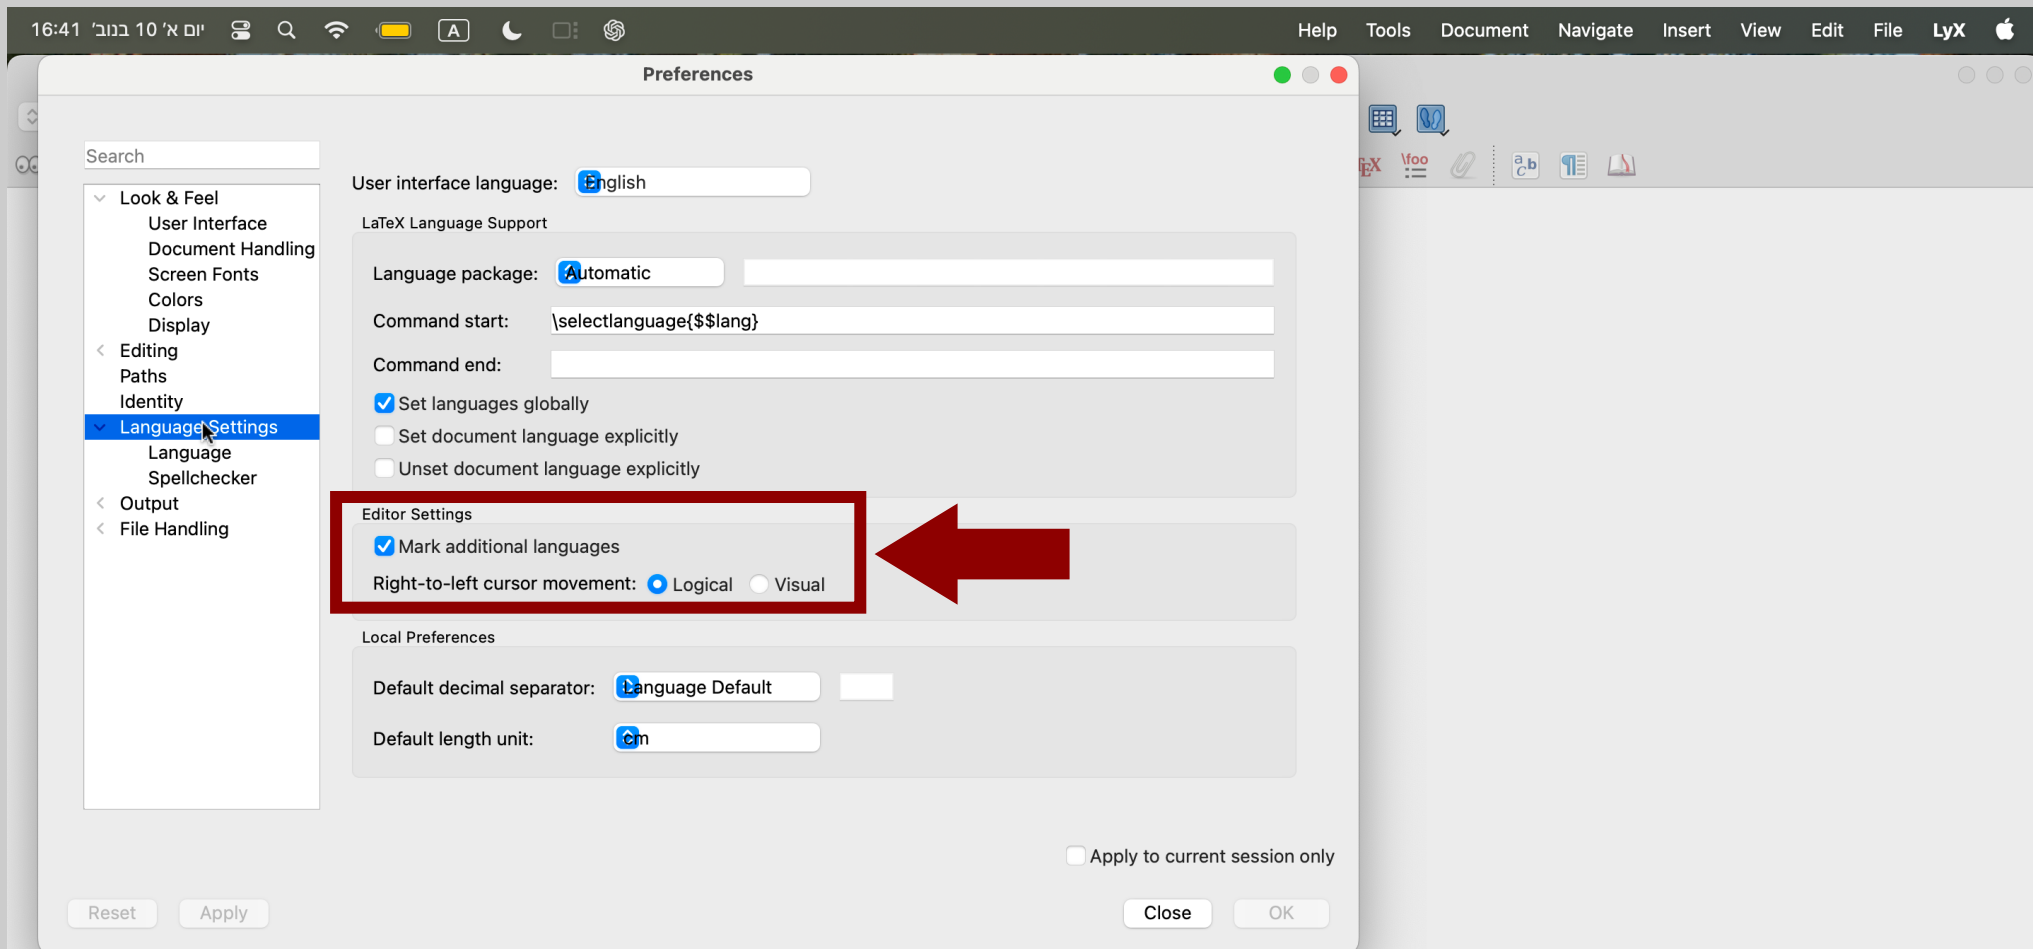 16:41 יום א׳ 10 בנוב׳ A Help Tools Document Navigate Insert View Edit File LyX
Preferences
Search
Look & Feel
User Interface
Document Handling
Screen Fonts
Colors
Display
Editing
Paths
Identity
Language Settings
Language
Spellchecker
Output
File Handling
User interface language: English
LaTeX Language Support
Language package: Automatic
Command start: \selectlanguage{$$lang}
Command end:
Set languages globally
Set document language explicitly
Unset document language explicitly
Editor Settings
Mark additional languages
Right-to-left cursor movement: Logical Visual
Local Preferences
Default decimal separator: Language Default
Default length unit: cm
Apply to current session only
Reset Apply Close OK
\foo